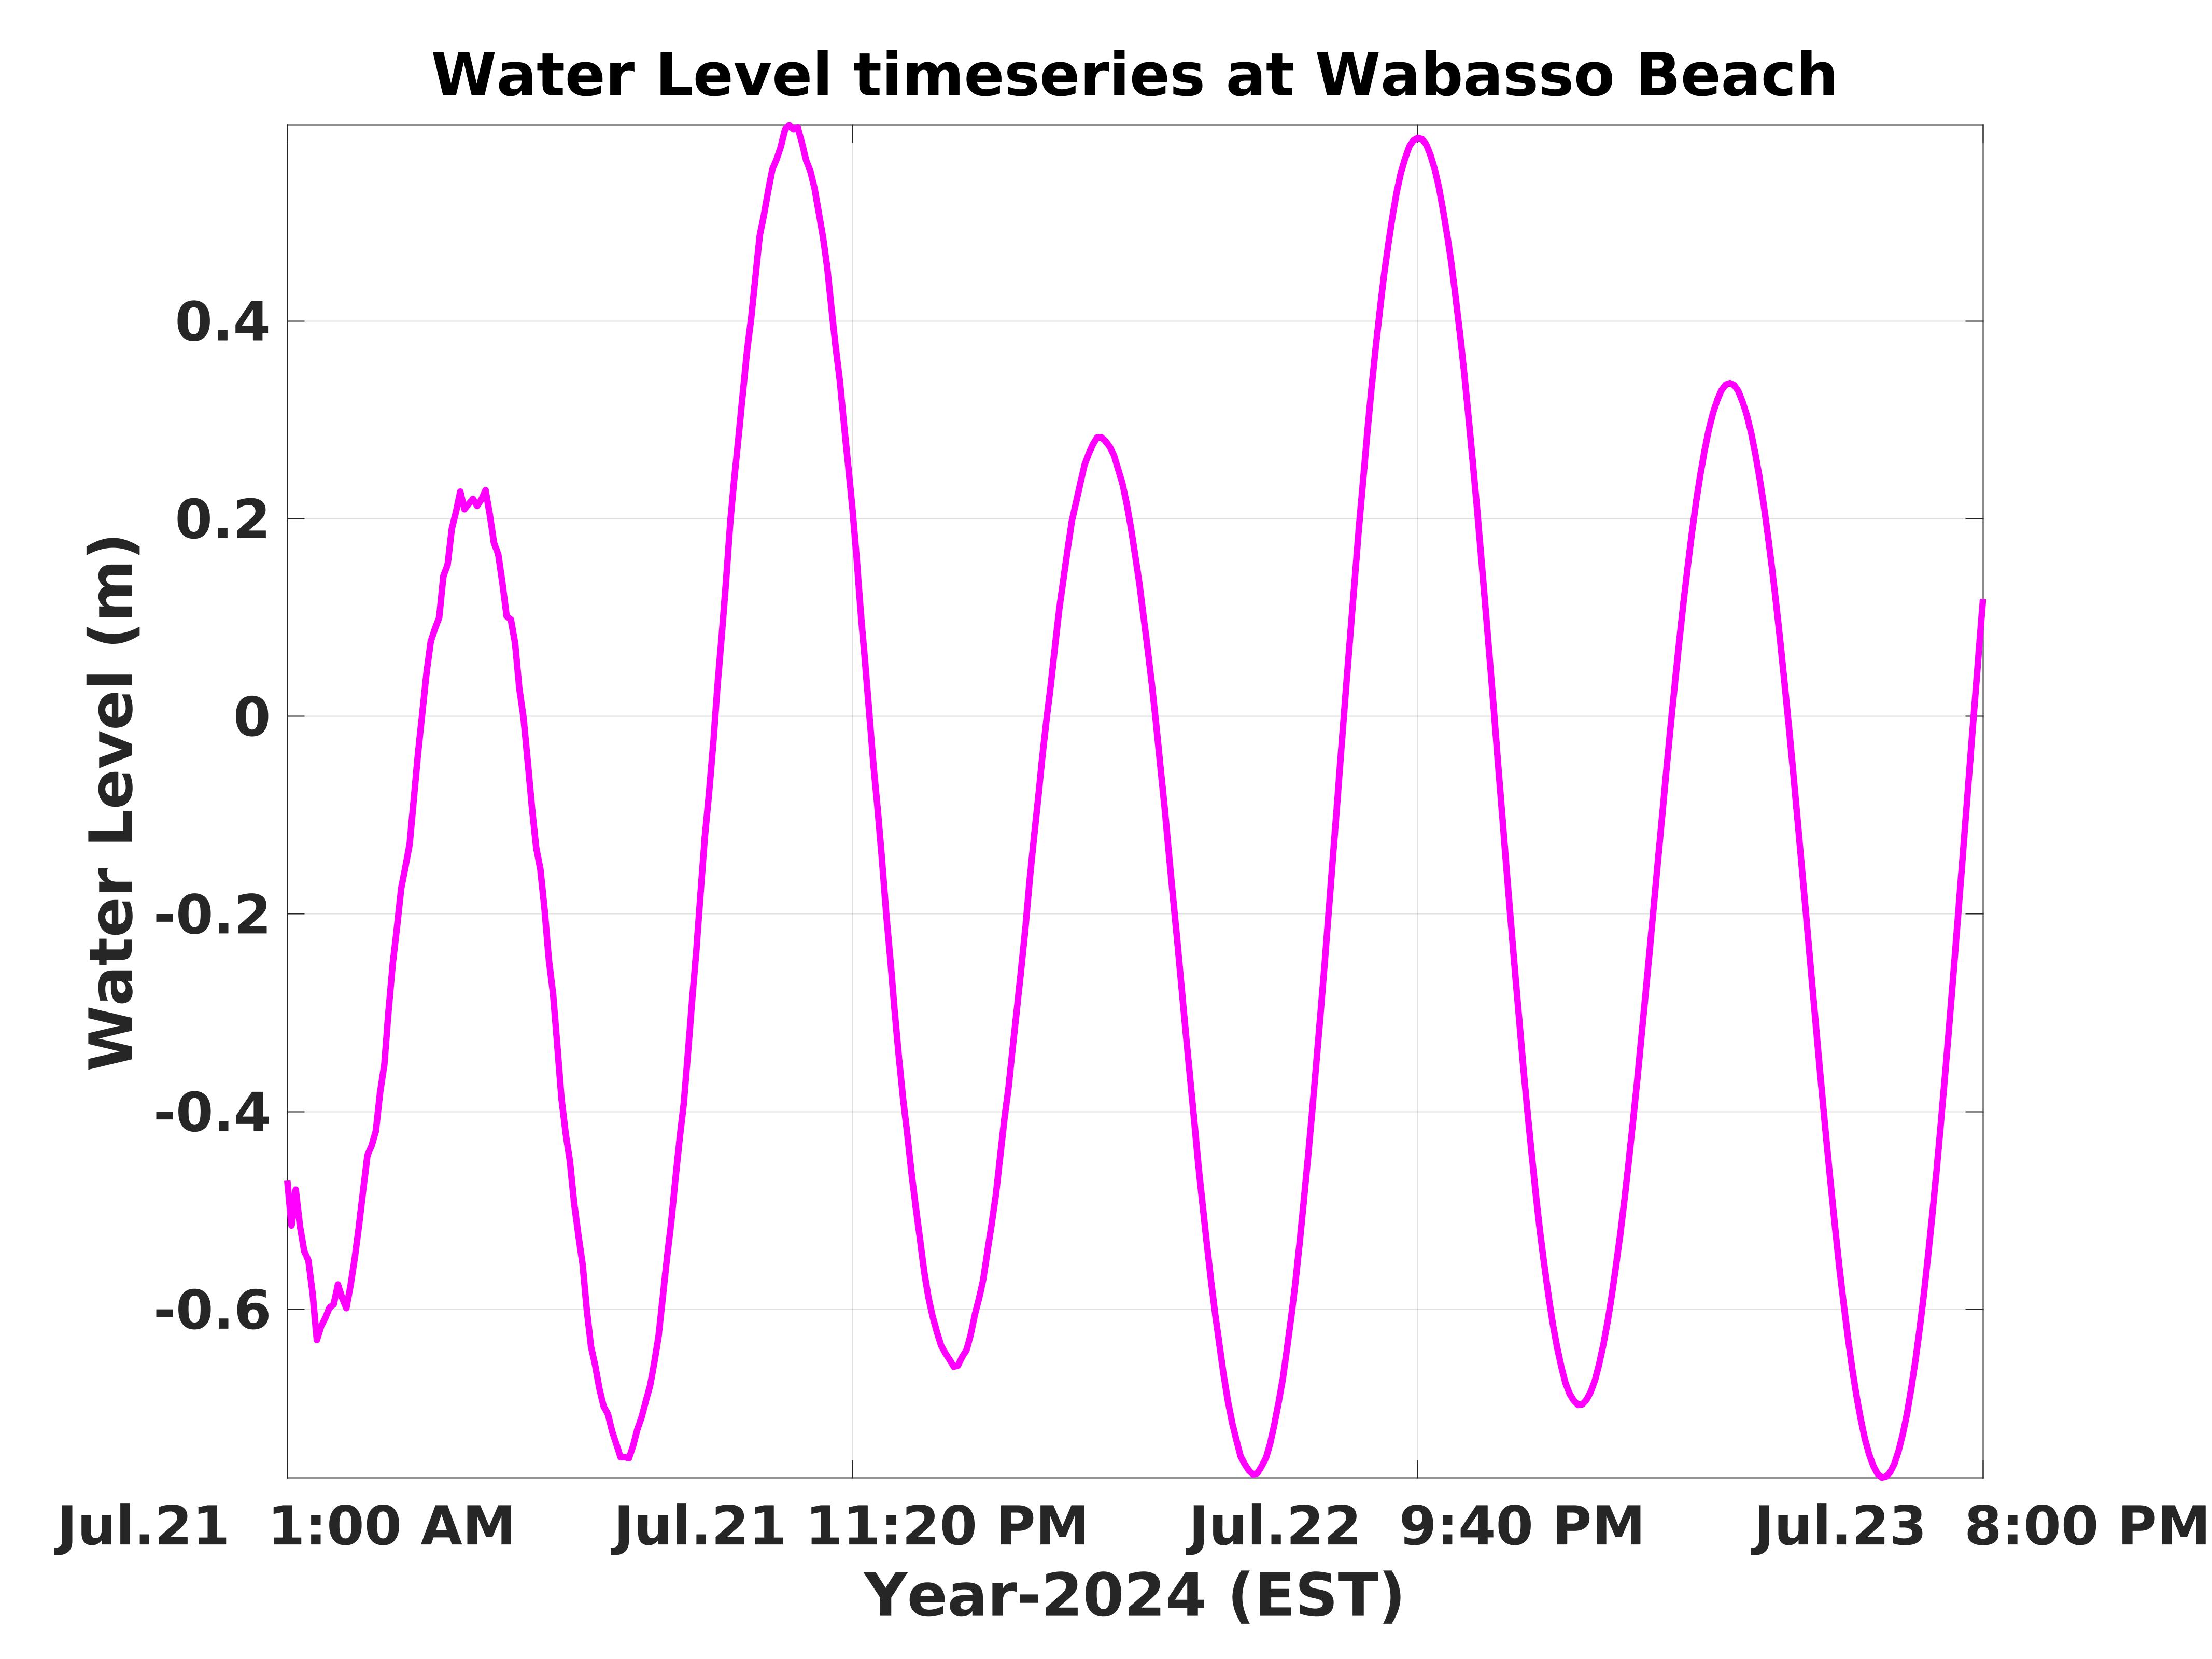 Water Level timeseries at Wabasso Beach
Water Level (m)
0.4
0.2
0
-0.2
-0.4
-0.6
Jul.21 1:00 AM Jul.21 11:20 PM Jul.22 9:40 PM Jul.23 8:00 PM
Year-2024 (EST)